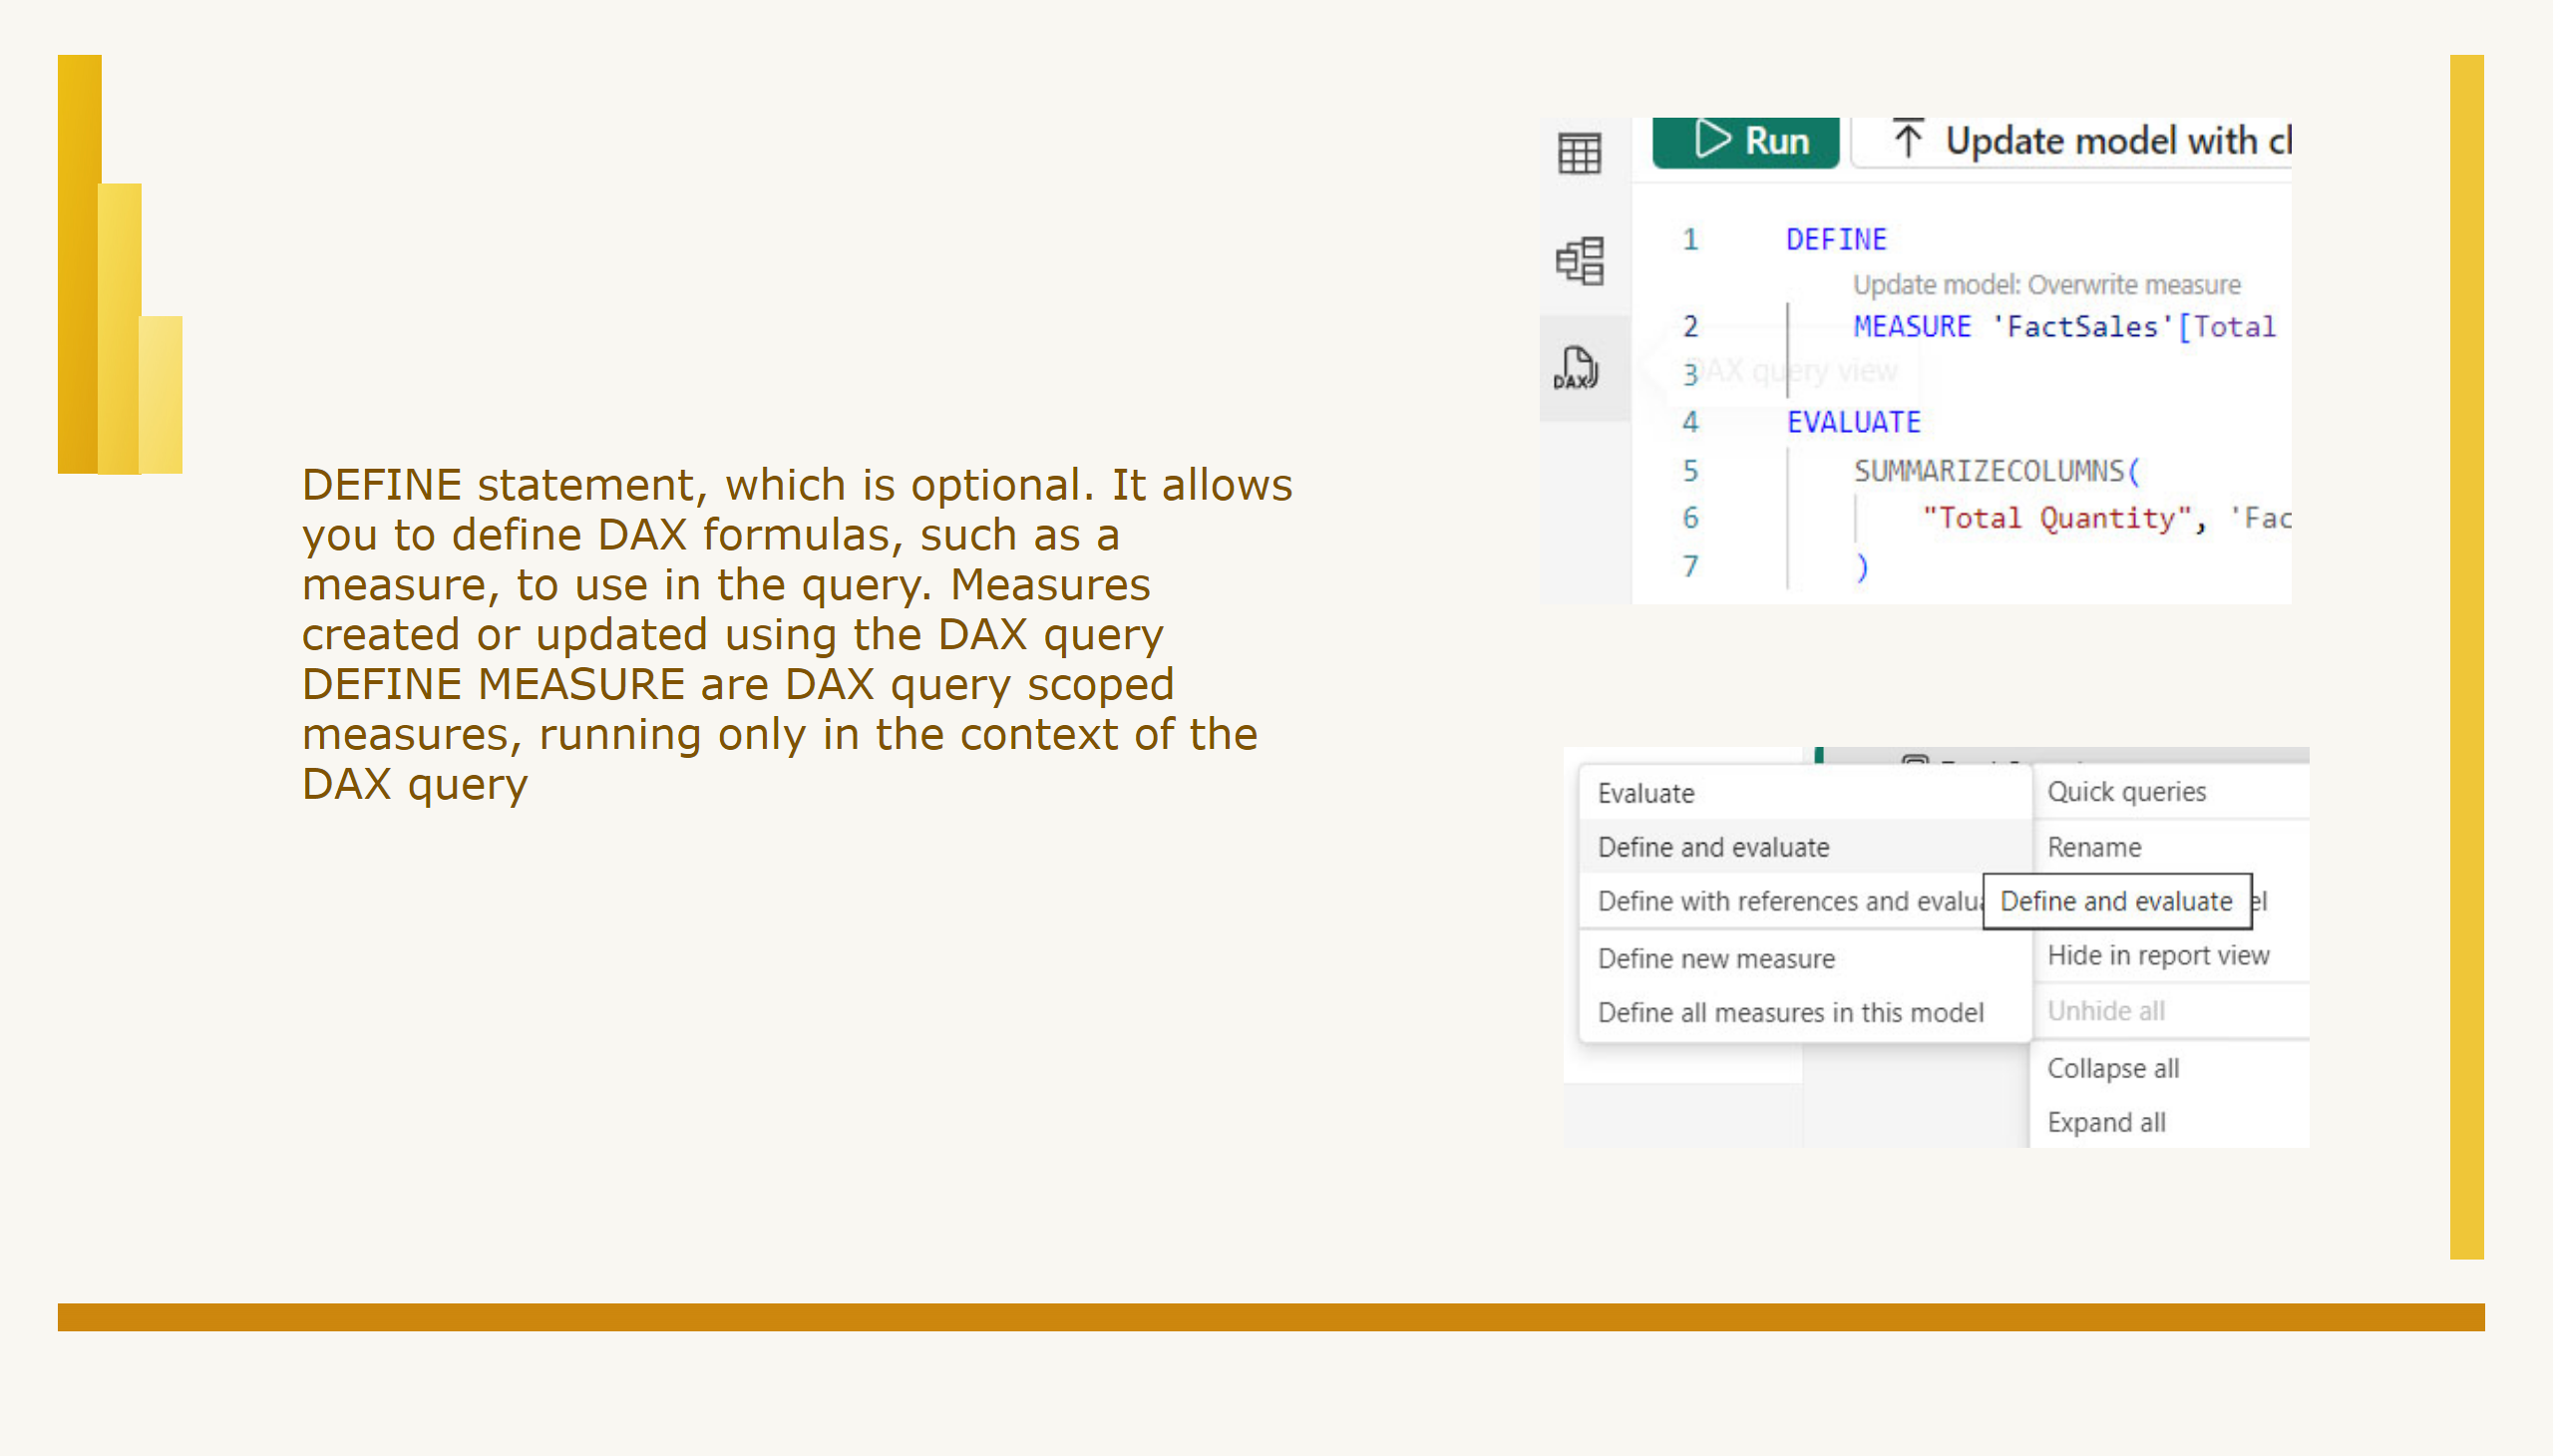 DEFINE statement, which is optional. It allows
you to define DAX formulas, such as a
measure, to use in the query. Measures
created or updated using the DAX query
DEFINE MEASURE are DAX query scoped
measures, running only in the context of the
DAX query
Run
Update model with
DAX
1 DEFINE
Update model: Overwrite measure
2 MEASURE 'FactSales'[Total
DAX query view
3
4 EVALUATE
5 SUMMARIZECOLUMNS(
6 "Total Quantity", 'Fac
7 )
Evaluate
Define and evaluate
Define with references and
Define new measure
Define all measures in this model
Quick queries
Rename
Define and evaluate
Hide in report view
Unhide all
Collapse all
Expand all